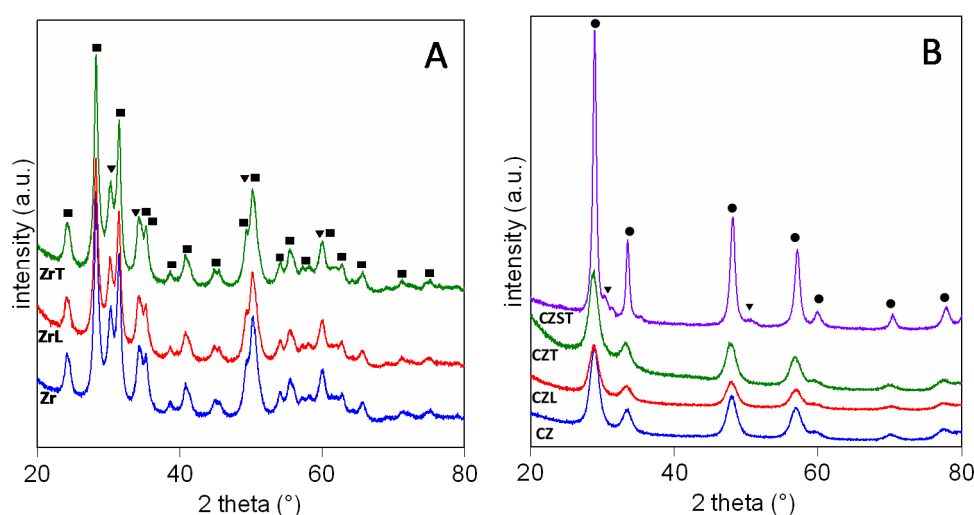 A
intensity (a.u.)
ZrT
ZrL
Zr
20 40 60 80
2 theta (°)
B
intensity (a.u.)
CZST
CZT
CZL
CZ
20 40 60 80
2 theta (°)